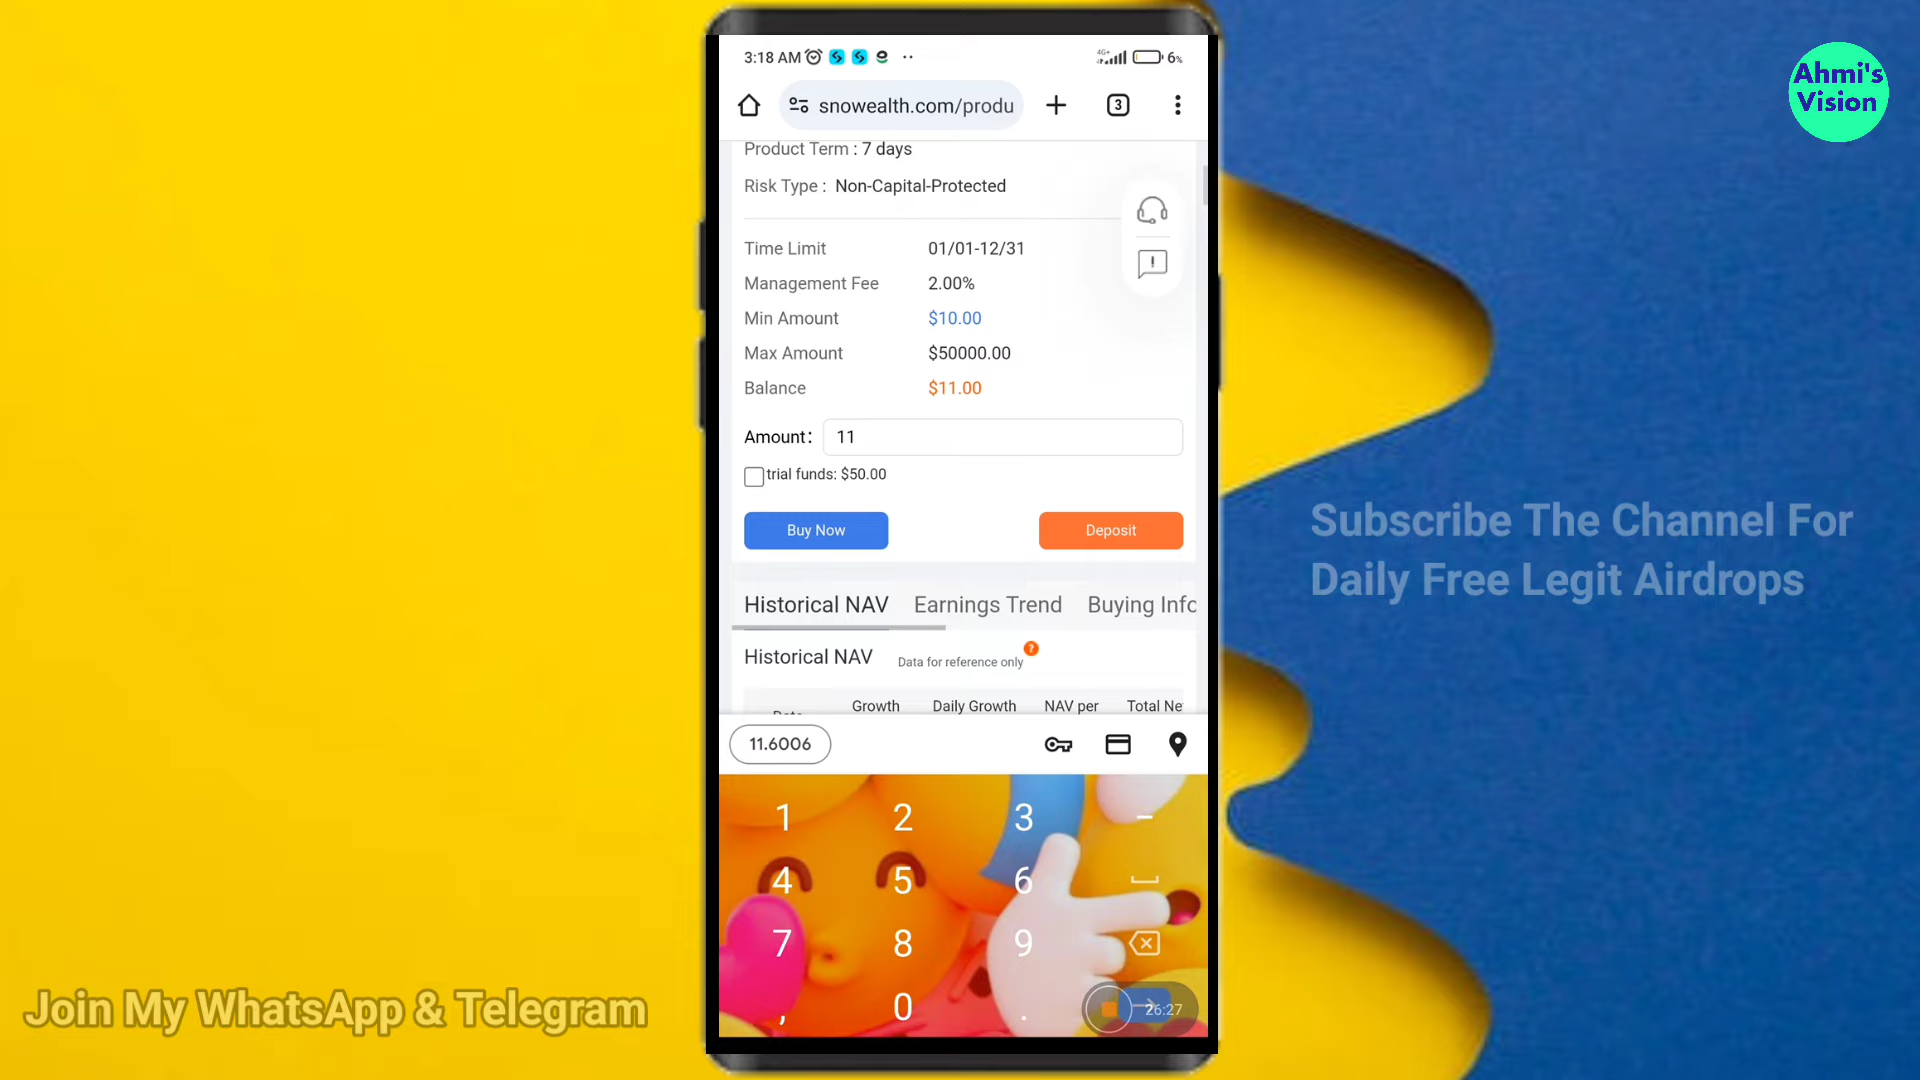 3:18 AM
4G+
6%
snowealth.com/produ
3
Product Term : 7 days
Risk Type : Non-Capital-Protected
Time Limit 01/01-12/31
Management Fee 2.00%
Min Amount $10.00
Max Amount $50000.00
Balance $11.00
Amount: 11
trial funds: $50.00
Buy Now Deposit
Historical NAV Earnings Trend Buying Info
Historical NAV Data for reference only ?
Growth Daily Growth NAV per Total Ne
Date
11.6006
1 2 3 -
4 5 6
7 8 9
, 0 .
26:27
Ahmi's
Vision
Subscribe The Channel For
Daily Free Legit Airdrops
Join My WhatsApp & Telegram